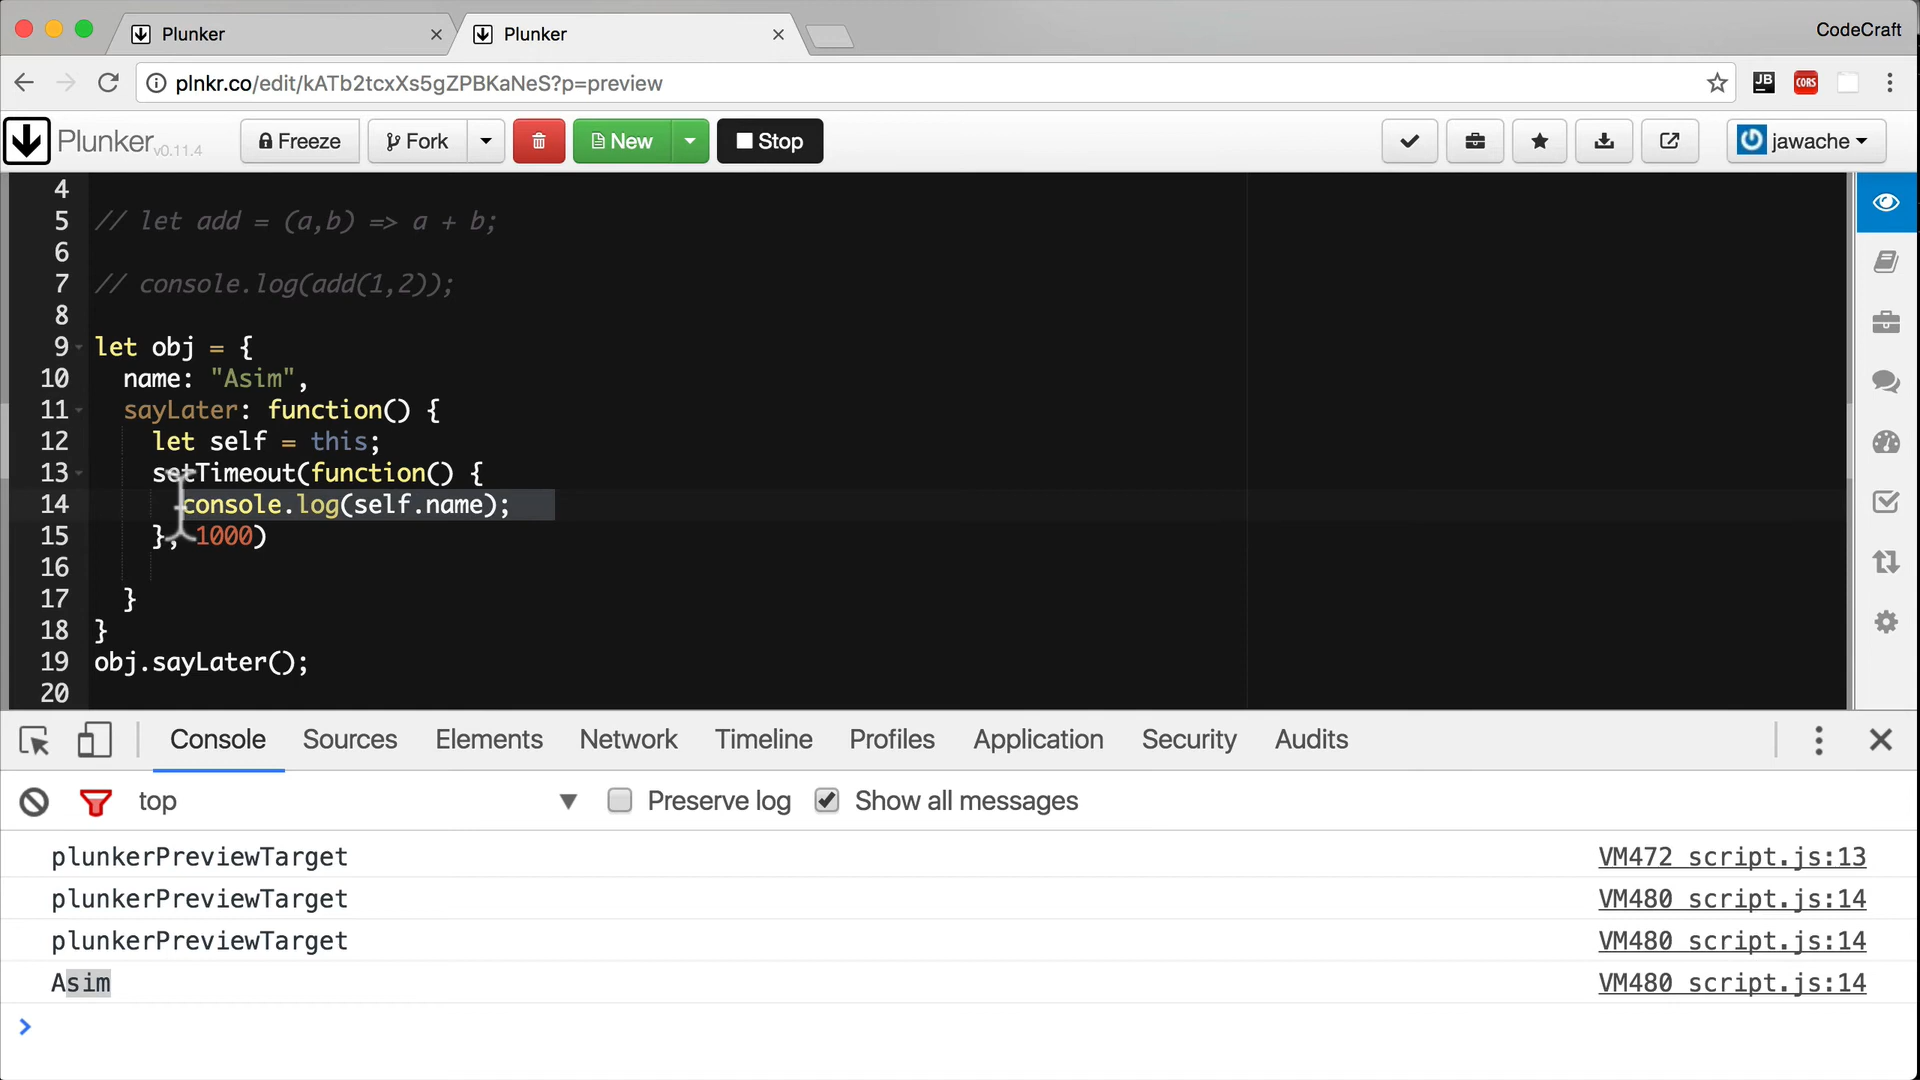 Plunker
Plunker
CodeCraft
plnkr.co/edit/kATb2tcxXs5gZPBKaNeS?p=preview
JB
CORS
Plunker v0.11.4
Freeze
Fork
New
Stop
jawache
4
5 // let add = (a,b) => a + b;
6
7 // console.log(add(1,2));
8
9 let obj = {
10 name: "Asim",
11 sayLater: function() {
12 let self = this;
13 setTimeout(function() {
14 console.log(self.name);
15 }, 1000)
16
17 }
18 }
19 obj.sayLater();
20
Console Sources Elements Network Timeline Profiles Application Security Audits
top Preserve log Show all messages
plunkerPreviewTarget VM472 script.js:13
plunkerPreviewTarget VM480 script.js:14
plunkerPreviewTarget VM480 script.js:14
Asim VM480 script.js:14
>